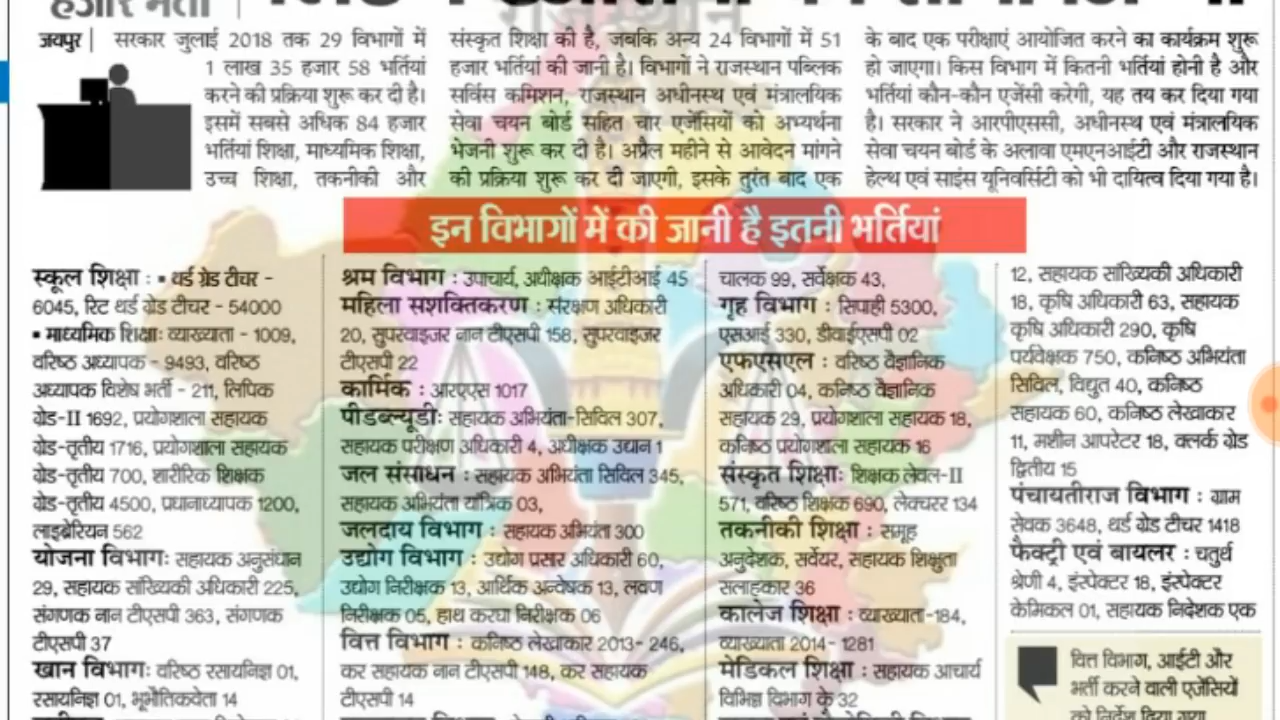 हजार भर्ती
राजस्थान
जयपुर | सरकार जुलाई 2018 तक 29 विभागों में
1 लाख 35 हजार 58 भर्तियां
करने की प्रक्रिया शुरू कर दी है।
इसमें सबसे अधिक 84 हजार
भर्तियां शिक्षा, माध्यमिक शिक्षा,
उच्च शिक्षा, तकनीकी और
संस्कृत शिक्षा की है, जबकि अन्य 24 विभागों में 51
हजार भर्तियां की जानी है। विभागों ने राजस्थान पब्लिक
सर्विस कमिशन, राजस्थान अधीनस्थ एवं मंत्रालयिक
सेवा चयन बोर्ड सहित चार एजेंसियों को अभ्यर्थना
भेजनी शुरू कर दी है। अप्रैल महीने से आवेदन मांगने
की प्रक्रिया शुरू कर दी जाएगी, इसके तुरंत बाद एक
के बाद एक परीक्षाएं आयोजित करने का कार्यक्रम शुरू
हो जाएगा। किस विभाग में कितनी भर्तियां होनी है और
भर्तियां कौन-कौन एजेंसी करेगी, यह तय कर दिया गया
है। सरकार ने आरपीएससी, अधीनस्थ एवं मंत्रालयिक
सेवा चयन बोर्ड के अलावा एमएनआईटी और राजस्थान
हेल्थ एवं साइंस यूनिवर्सिटी को भी दायित्व दिया गया है।
इन विभागों में की जानी है इतनी भर्तियां
स्कूल शिक्षा : ▪ थर्ड ग्रेड टीचर -
6045, रिट थर्ड ग्रेड टीचर - 54000
▪ माध्यमिक शिक्षाः व्याख्याता - 1009,
वरिष्ठ अध्यापक - 9493, वरिष्ठ
अध्यापक विशेष भर्ती - 211, लिपिक
ग्रेड-II 1692, प्रयोगशाला सहायक
ग्रेड-तृतीय 1716, प्रयोगशाला सहायक
ग्रेड-तृतीय 700, शारीरिक शिक्षक
ग्रेड-तृतीय 4500, प्रधानाध्यापक 1200,
लाइब्रेरियन 562
योजना विभागः सहायक अनुसंधान
29, सहायक सांख्यिकी अधिकारी 225,
संगणक नान टीएसपी 363, संगणक
टीएसपी 37
खान विभागः वरिष्ठ रसायनिज्ञ 01,
रसायनिज्ञ 01, भूभौतिकवेता 14
श्रम विभाग : उपाचार्य, अधीक्षक आईटीआई 45
महिला सशक्तिकरण : संरक्षण अधिकारी
20, सुपरवाइजर नान टीएसपी 158, सुपरवाइजर
टीएसपी 22
कार्मिक : आरएएस 1017
पीडब्ल्यूडीः सहायक अभियंता-सिविल 307,
सहायक परीक्षण अधिकारी 4, अधीक्षक उद्यान 1
जल संसाधन : सहायक अभियंता सिविल 345,
सहायक अभियंता यांत्रिक 03,
जलदाय विभाग : सहायक अभियंता 300
उद्योग विभाग : उद्योग प्रसार अधिकारी 60,
उद्योग निरीक्षक 13, आर्थिक अन्वेषक 13, लवण
निरीक्षक 05, हाथ करघा निरीक्षक 06
वित्त विभाग : कनिष्ठ लेखाकार 2013- 246,
कर सहायक नान टीएसपी 148, कर सहायक
टीएसपी 14
चालक 99, सर्वेक्षक 43,
गृह विभाग : सिपाही 5300,
एसआई 330, डीवाईएसपी 02
एफएसएल : वरिष्ठ वैज्ञानिक
अधिकारी 04, कनिष्ठ वैज्ञानिक
सहायक 29, प्रयोगशाला सहायक 18,
कनिष्ठ प्रयोगशाला सहायक 16
संस्कृत शिक्षाः शिक्षक लेवल-II
571, वरिष्ठ शिक्षक 690, लेक्चरर 134
तकनीकी शिक्षा : समूह
अनुदेशक, सर्वेयर, सहायक शिक्षुता
सलाहकार 36
कालेज शिक्षा : व्याख्याता-184,
व्याख्याता 2014- 1281
मेडिकल शिक्षा : सहायक आचार्य
विभिन्न विभाग के 32
12, सहायक सांख्यिकी अधिकारी
18, कृषि अधिकारी 63, सहायक
कृषि अधिकारी 290, कृषि
पर्यवेक्षक 750, कनिष्ठ अभियंता
सिविल, विद्युत 40, कनिष्ठ
सहायक 60, कनिष्ठ लेखाकार
11, मशीन आपरेटर 18, क्लर्क ग्रेड
द्वितीय 15
पंचायतीराज विभाग : ग्राम
सेवक 3648, थर्ड ग्रेड टीचर 1418
फैक्ट्री एवं बायलर : चतुर्थ
श्रेणी 4, इंस्पेक्टर 18, इंस्पेक्टर
केमिकल 01, सहायक निदेशक एक
वित्त विभाग, आईटी और
भर्ती करने वाली एजेंसियों
को निर्देश दिया गया